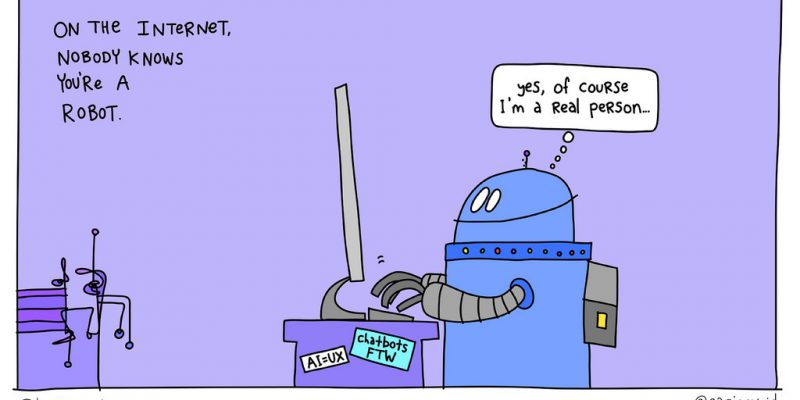 ON THE INTERNET,
NOBODY KNOWS
YOU'RE A
ROBOT.
yes, of course
I'm a Real person...
AI=UX
chatbots
FTW